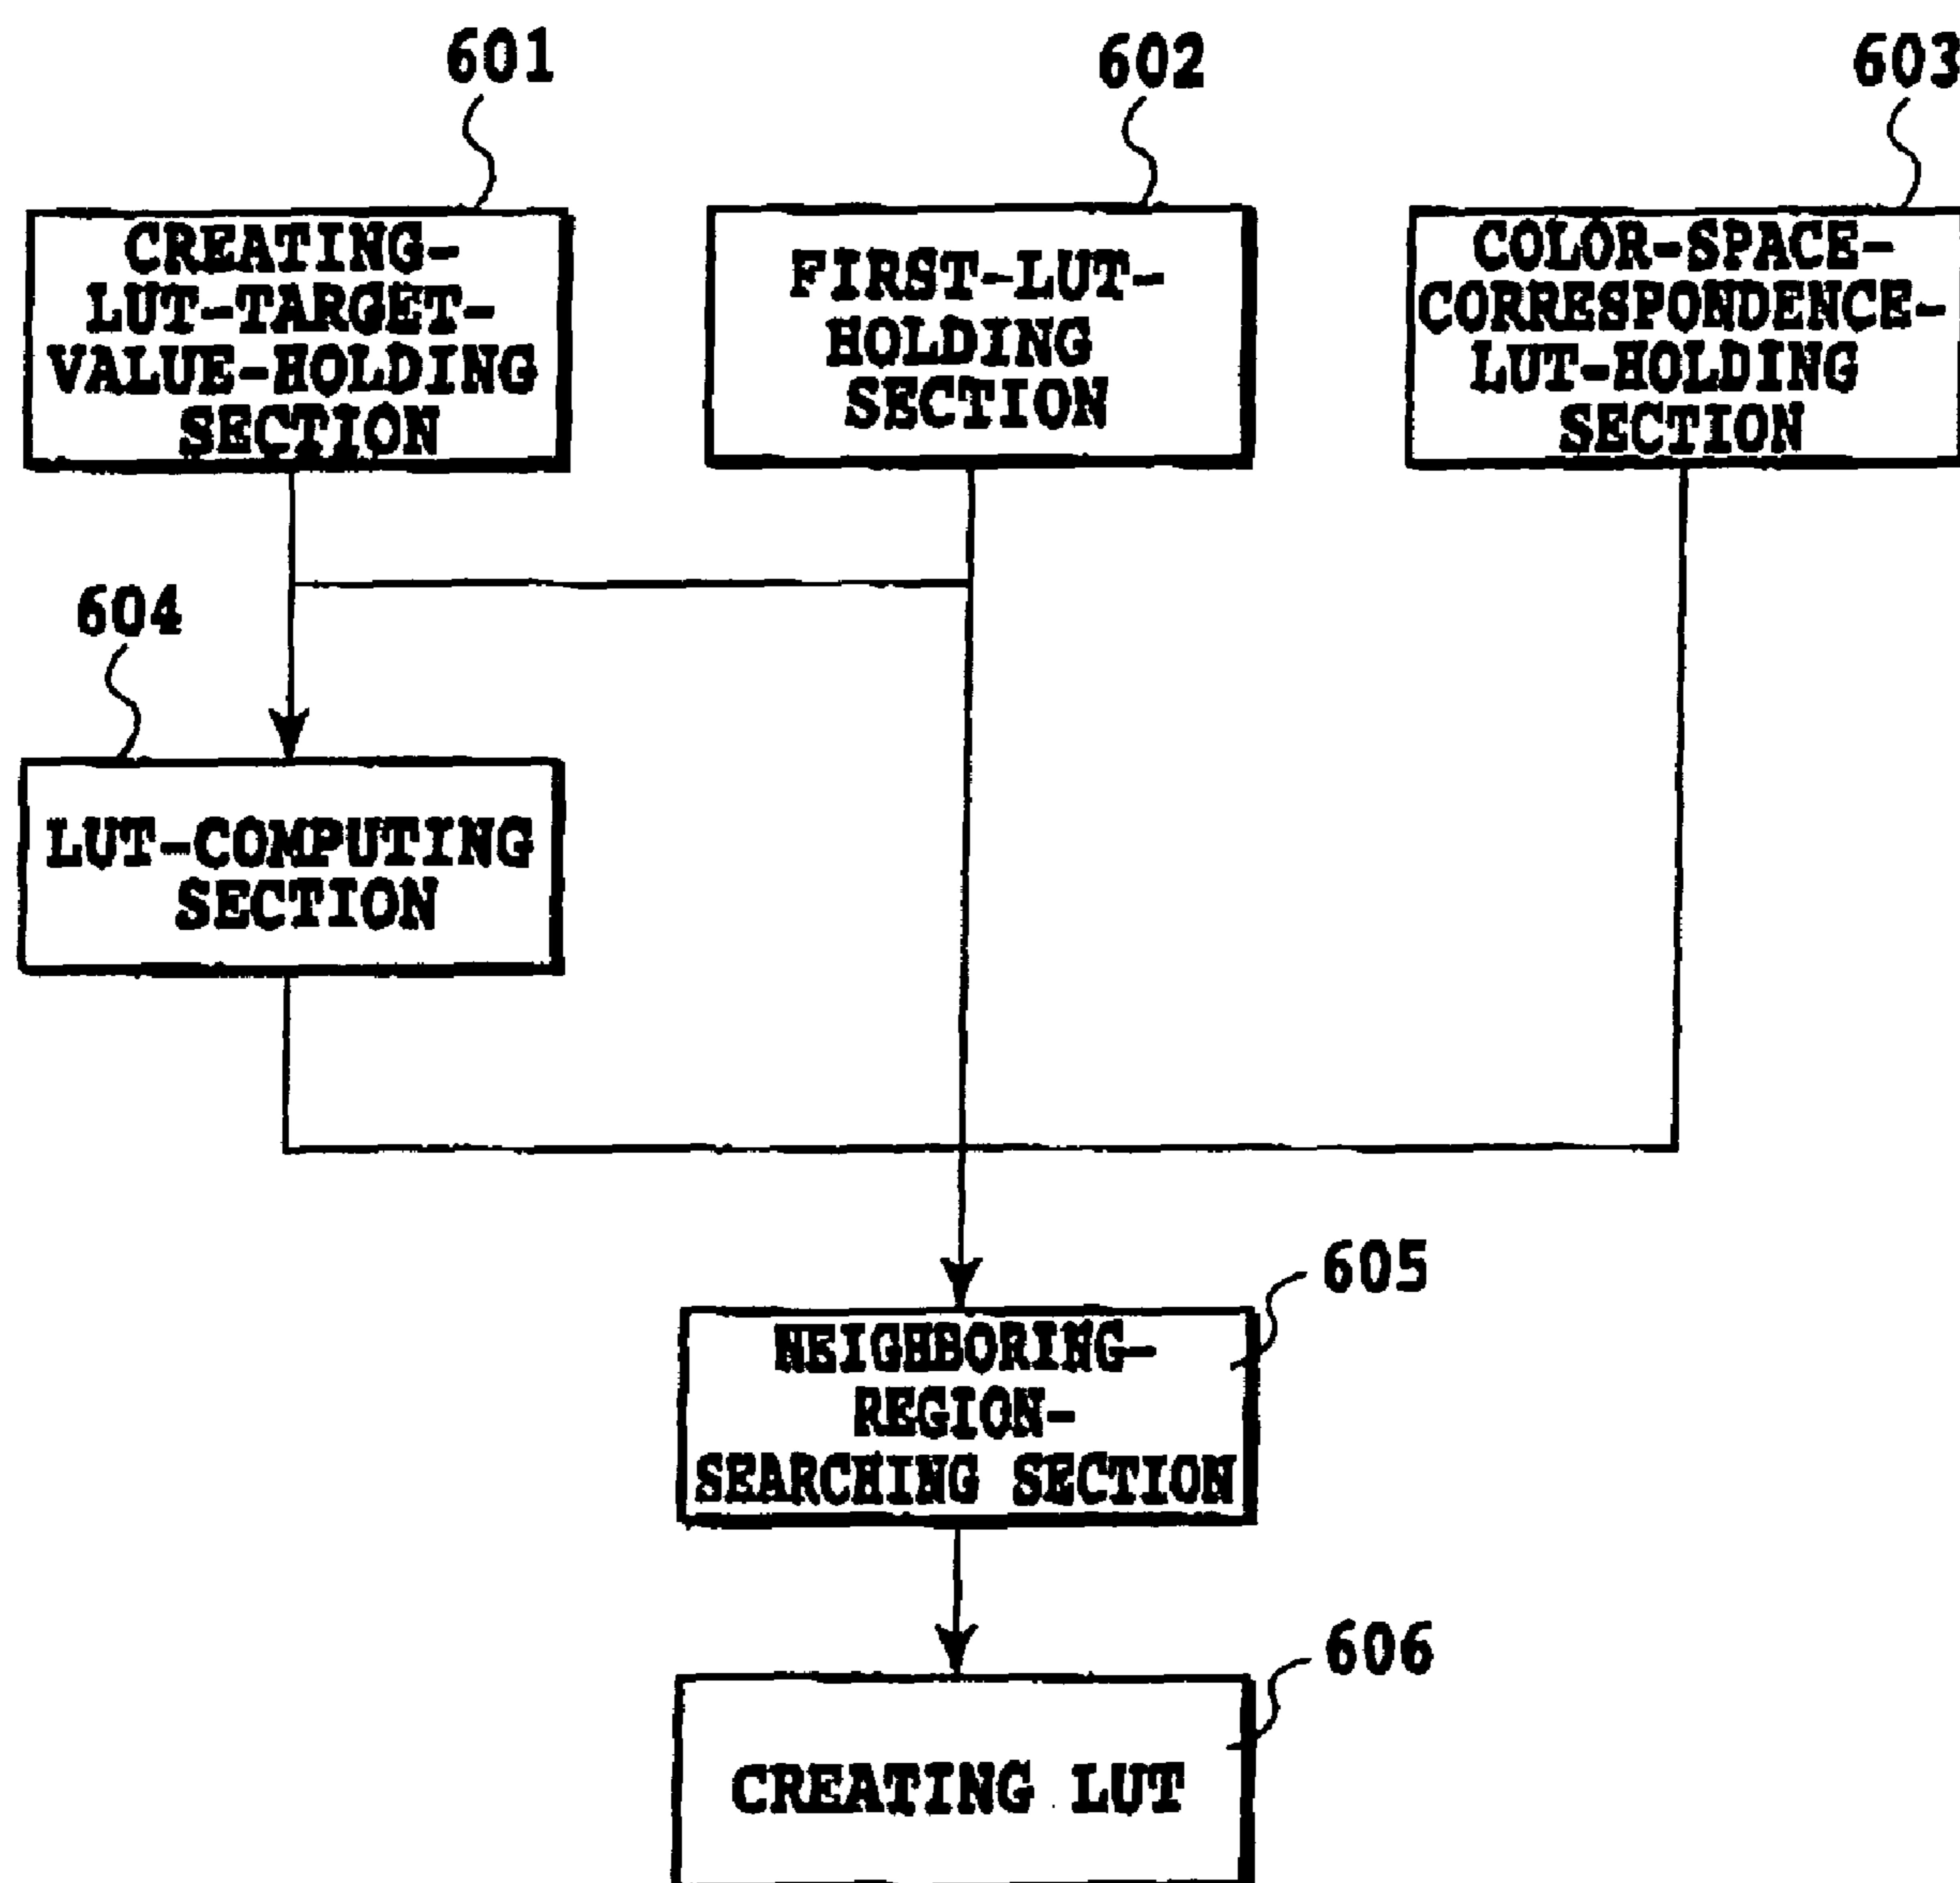 601
602
603
CREATING-
LUT-TARGET-
VALUE-HOLDING
SECTION
FIRST-LUT-
HOLDING
SECTION
COLOR-SPACE-
CORRESPONDENCE-
LUT-HOLDING
SECTION
604
LUT-COMPUTING
SECTION
605
NEIGHBORING-
REGION-
SEARCHING SECTION
606
CREATING LUT